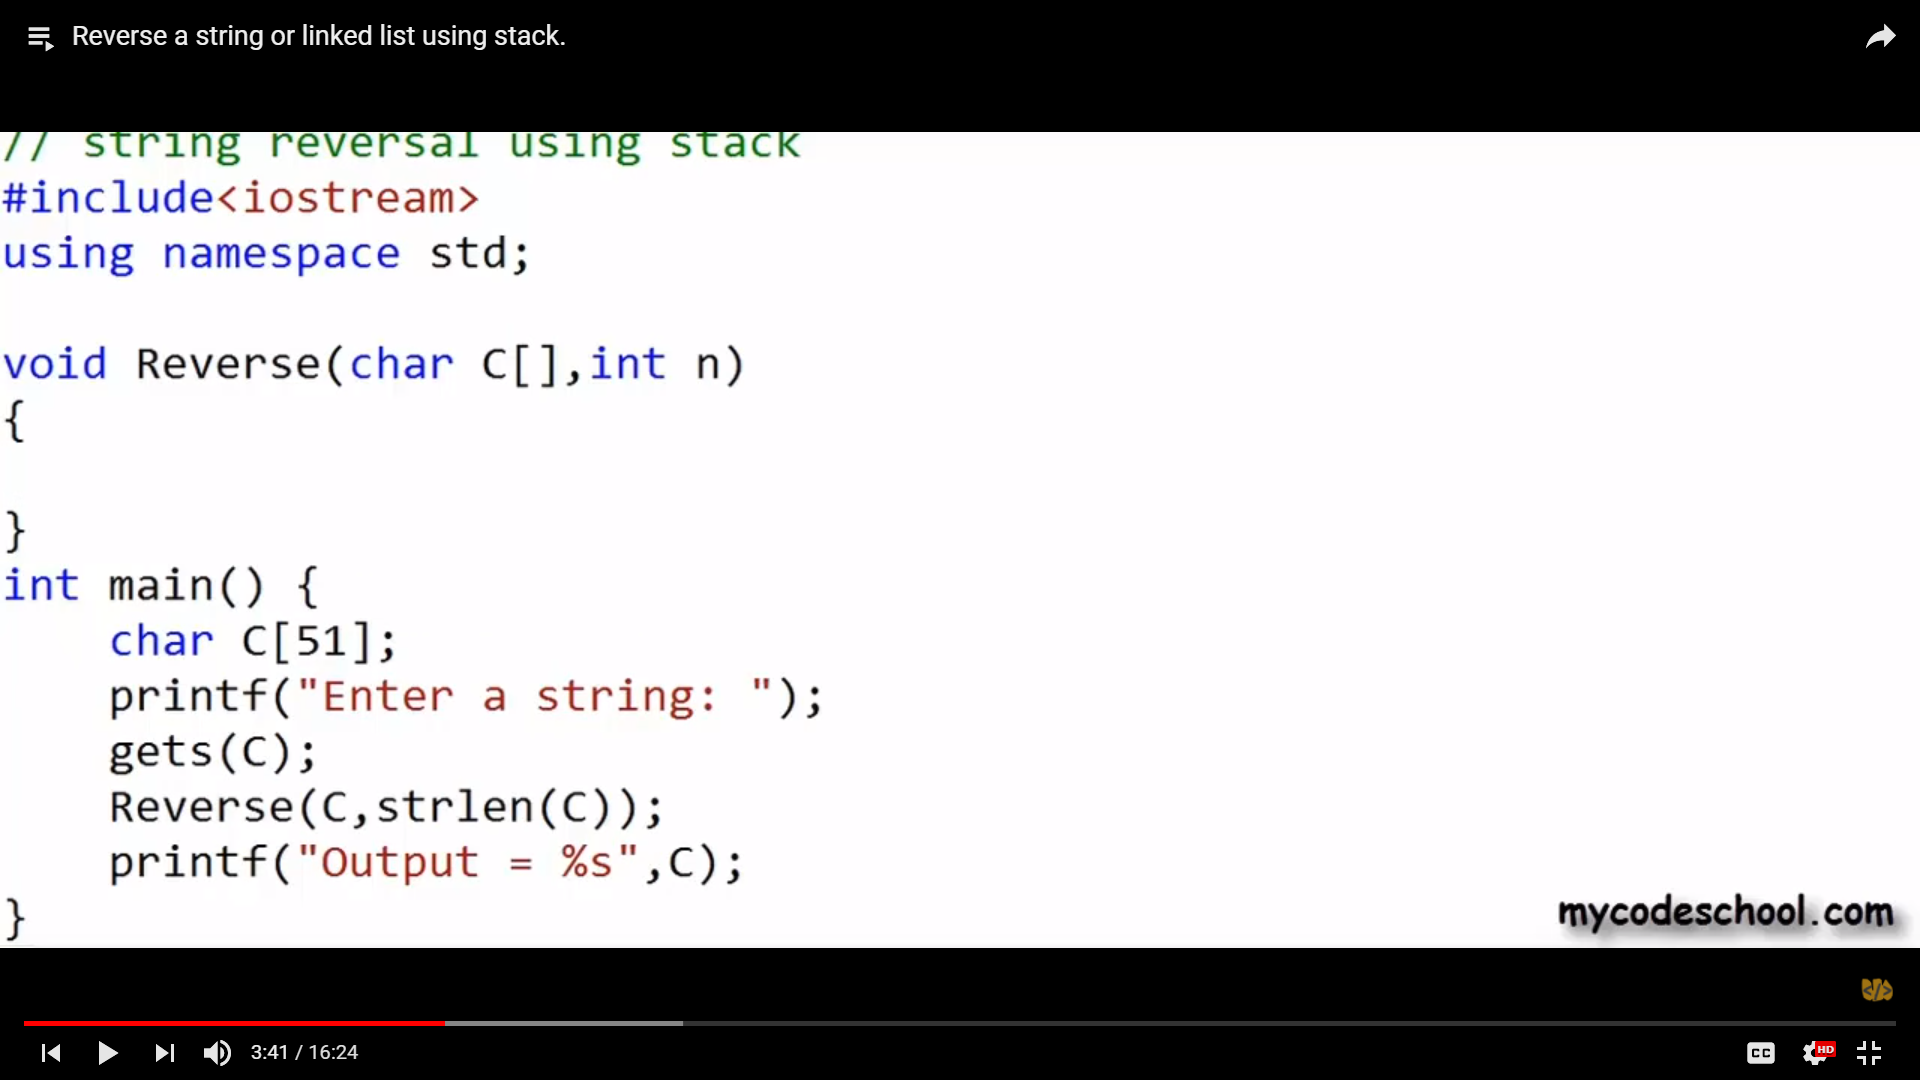 Reverse a string or linked list using stack.
// string reversal using stack
#include<iostream>
using namespace std;
void Reverse(char C[],int n)
{
}
int main() {
char C[51];
printf("Enter a string: ");
gets(C);
Reverse(C,strlen(C));
printf("Output = %s",C);
}
mycodeschool.com
</>
3:41 / 16:24
CC
HD